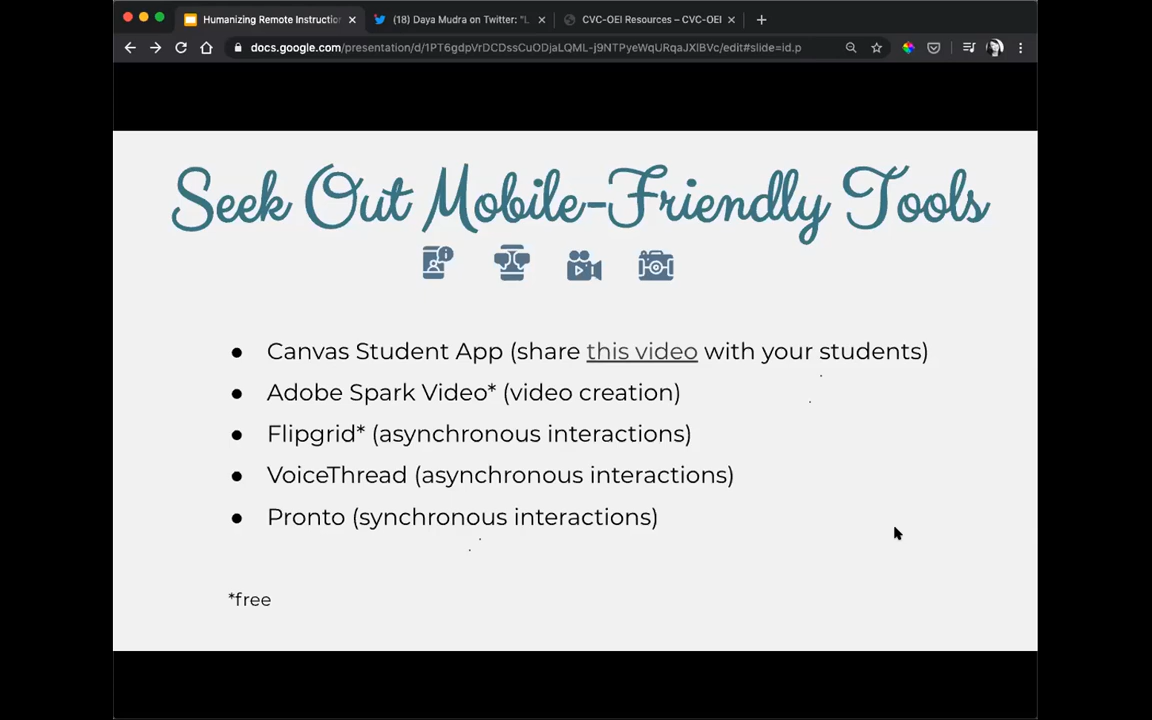 Humanizing Remote Instruction
(18) Daya Mudra on Twitter: "L
CVC-OEI Resources – CVC-OEI
docs.google.com/presentation/d/1PT6gdpVrDCDssCuODjaLQML-j9NTPyeWqURqaJXlBVc/edit#slide=id.p
Seek Out Mobile-Friendly Tools
● Canvas Student App (share this video with your students)
● Adobe Spark Video* (video creation)
● Flipgrid* (asynchronous interactions)
● VoiceThread (asynchronous interactions)
● Pronto (synchronous interactions)
*free